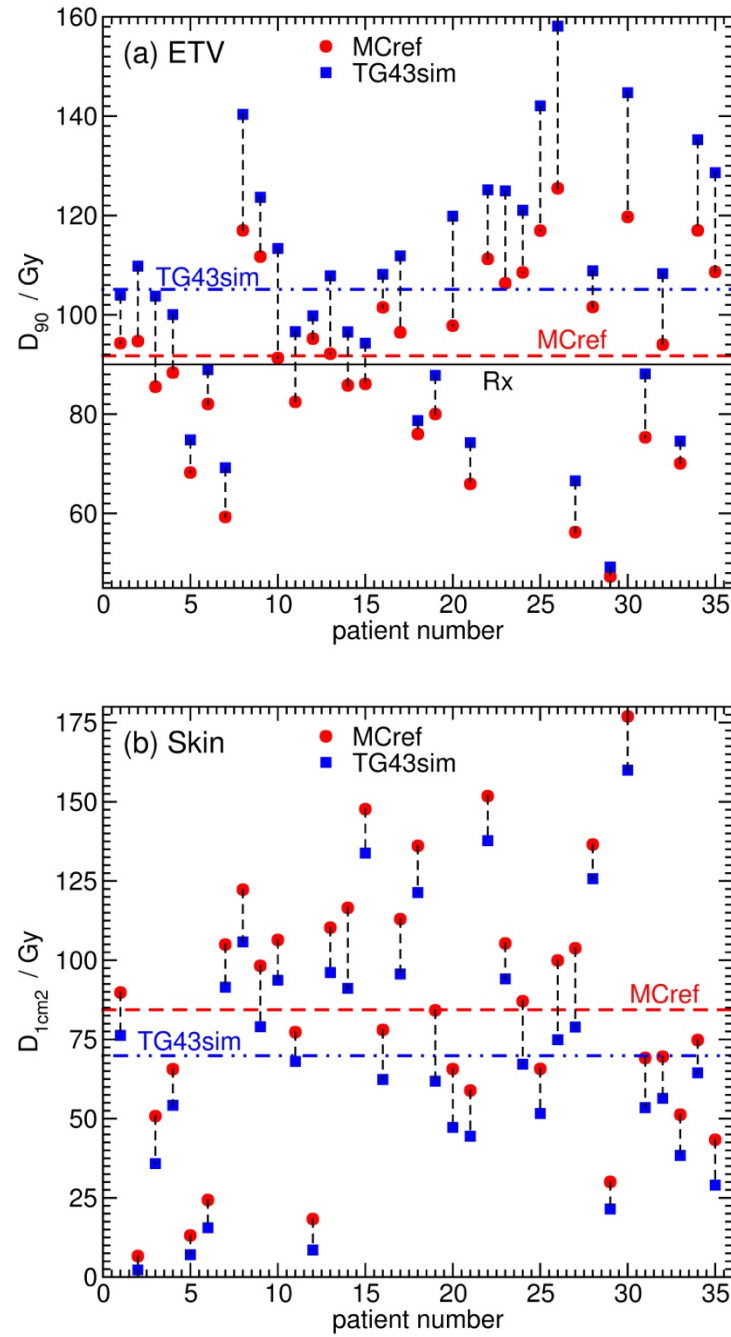 160
(a) ETV
MCref
TG43sim
140
120
TG43sim
100
MCref
Rx
80
60
D90 / Gy
0 5 10 15 20 25 30 35
patient number
175
(b) Skin
MCref
TG43sim
150
125
100
MCref
75
TG43sim
50
25
0
D1cm2 / Gy
0 5 10 15 20 25 30 35
patient number